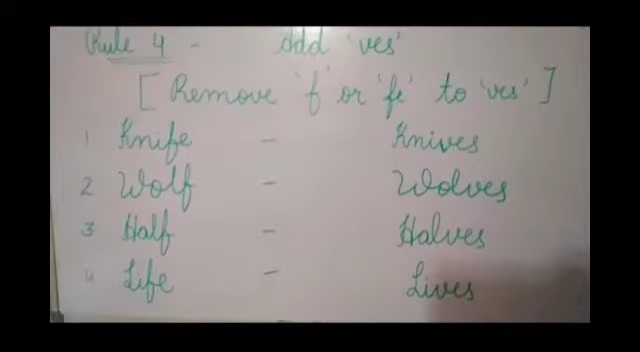 Rule 4 - Add 'ves'
[ Remove 'f' or 'fe' to 'ves' ]
1 Knife - Knives
2 Wolf - Wolves
3 Half - Halves
4 Life - Lives